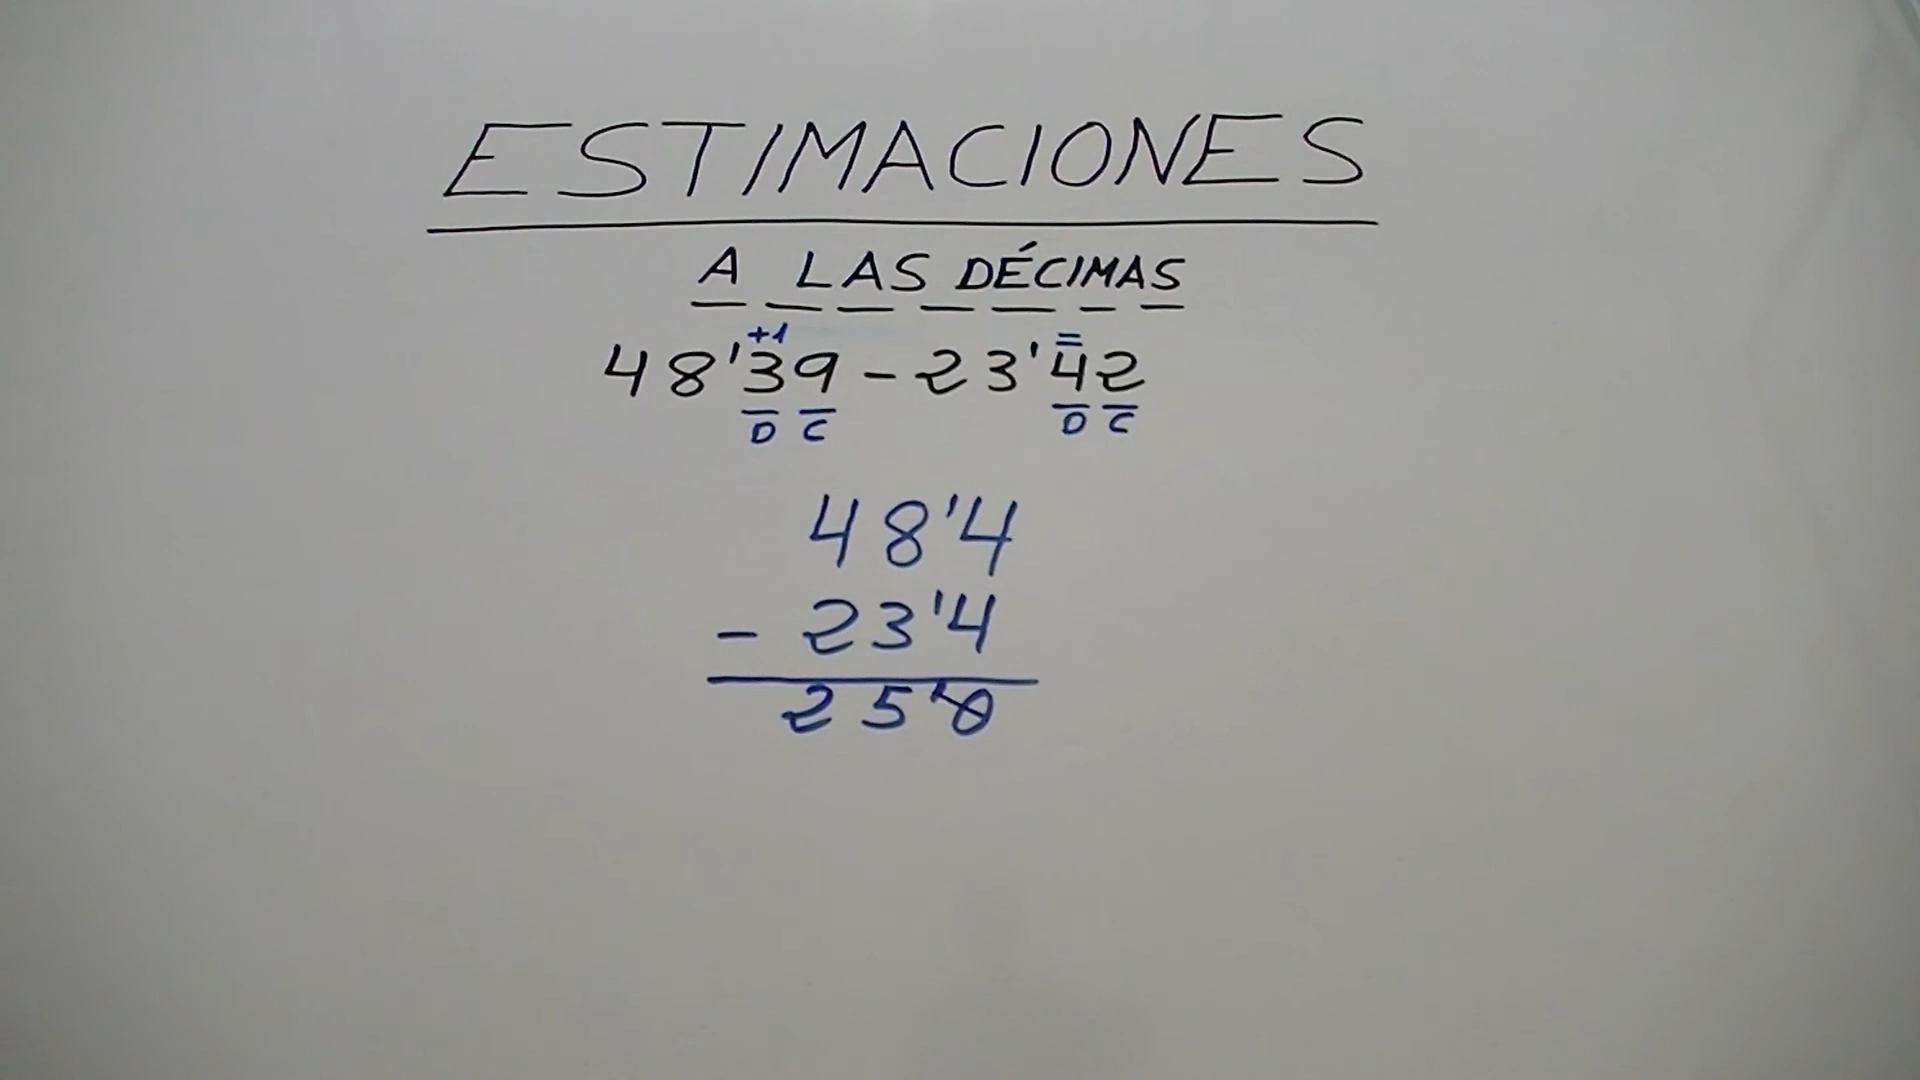 ESTIMACIONES
A LAS DÉCIMAS
+1 =
48'39 - 23'42
D C D C
48'4
- 23'4
25'0